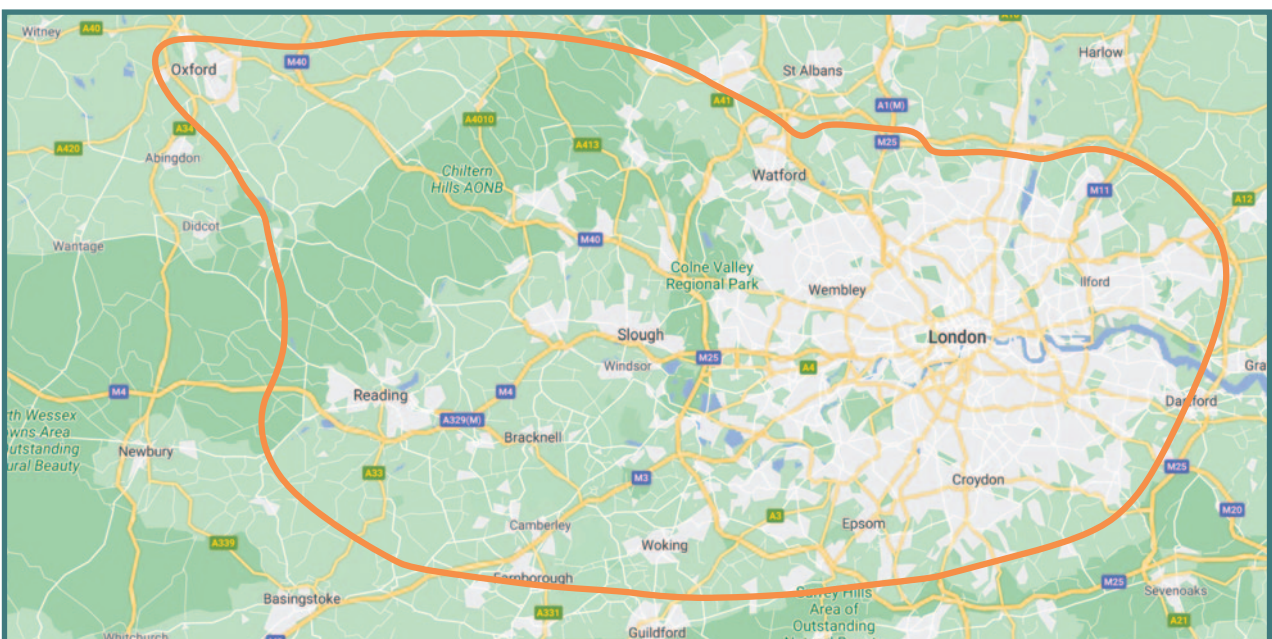 Witney
A40
Oxford
M40
St Albans
Harlow
A41
A1(M)
A4010
A34
A420
Abingdon
A413
M25
Chiltern
Hills AONB
Watford
M11
A12
Didcot
Wantage
M40
Colne Valley
Regional Park
Wembley
Ilford
Slough
London
Windsor
M25
A4
Gra
M4
Reading
M4
Dartford
A329(M)
rth Wessex
owns Area
Outstanding
ural Beauty
Newbury
Bracknell
A33
M3
Croydon
M25
A3
M20
Camberley
Epsom
A339
Woking
Farnborough
Basingstoke
M25
Surrey Hills
Area of
Outstanding
Sevenoaks
A331
A21
Guildford
Whitchurch